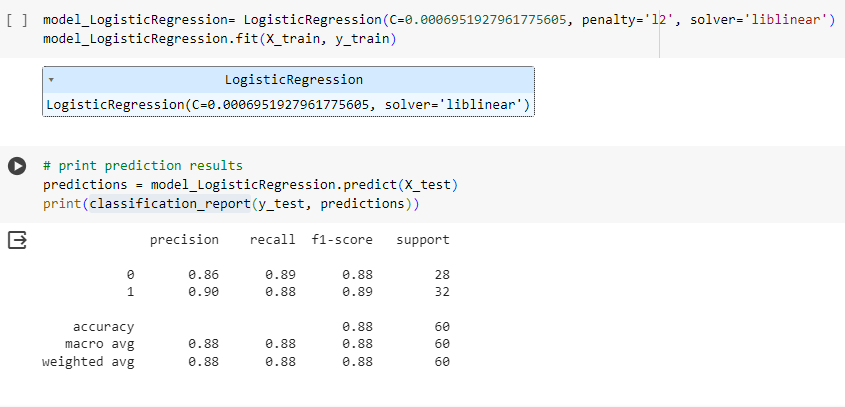 [ ] model_LogisticRegression= LogisticRegression(C=0.0006951927961775605, penalty='l2', solver='liblinear')
model_LogisticRegression.fit(X_train, y_train)
LogisticRegression
LogisticRegression(C=0.0006951927961775605, solver='liblinear')
# print prediction results
predictions = model_LogisticRegression.predict(X_test)
print(classification_report(y_test, predictions))
precision recall f1-score support
0 0.86 0.89 0.88 28
1 0.90 0.88 0.89 32
accuracy 0.88 60
macro avg 0.88 0.88 0.88 60
weighted avg 0.88 0.88 0.88 60